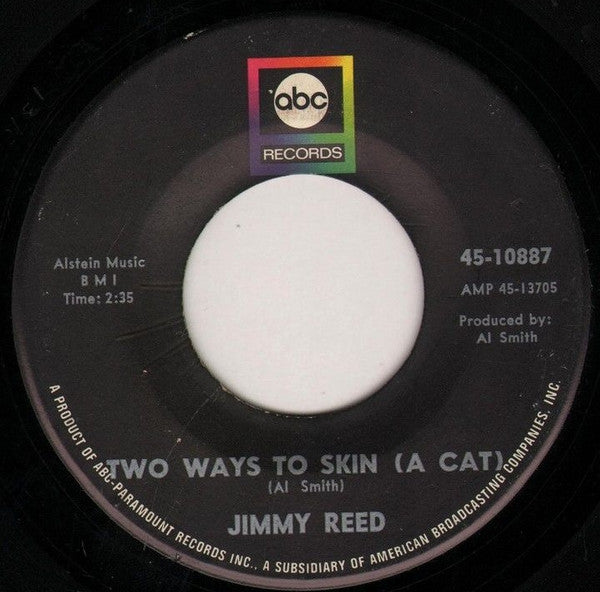 abc
RECORDS
Alstein Music
B M I
Time: 2:35
45-10887
AMP 45-13705
Produced by:
Al Smith
TWO WAYS TO SKIN (A CAT)
(Al Smith)
JIMMY REED
A PRODUCT OF ABC-PARAMOUNT RECORDS INC., A SUBSIDIARY OF AMERICAN BROADCASTING COMPANIES, INC.